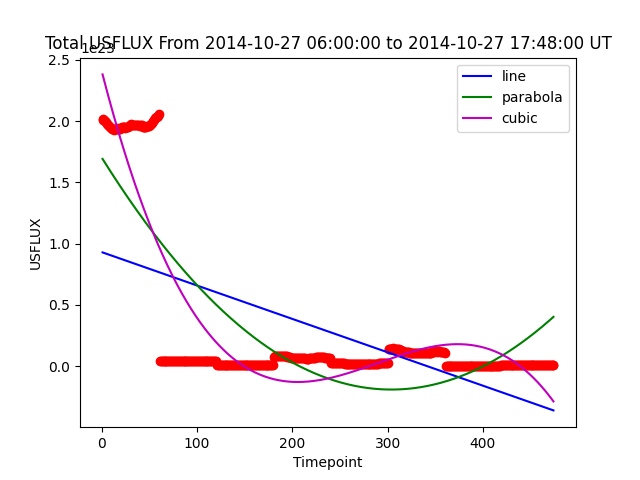 Total USFLUX From 2014-10-27 06:00:00 to 2014-10-27 17:48:00 UT
1e23
2.5
2.0
1.5
1.0
0.5
0.0
USFLUX
line
parabola
cubic
0 100 200 300 400
Timepoint